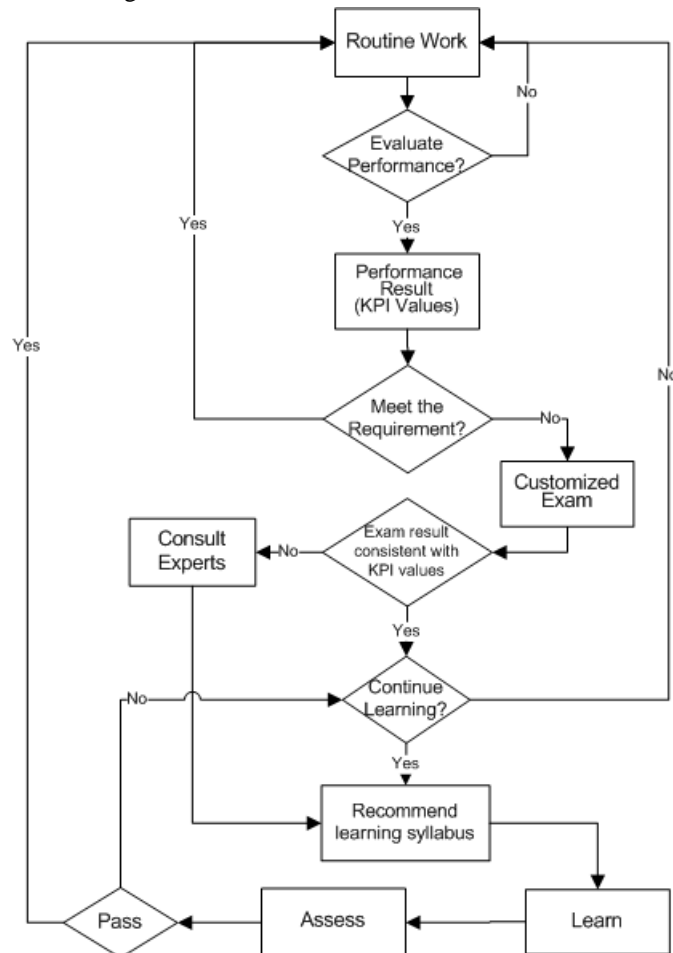 Routine Work
No
Evaluate
Performance?
Yes
Yes
Performance
Result
(KPI Values)
Yes
No
Meet the
Requirement?
No
Customized
Exam
Consult
Experts
No
Exam result
consistent with
KPI values
Yes
Continue
Learning?
No
Yes
Recommend
learning syllabus
Pass
Assess
Learn